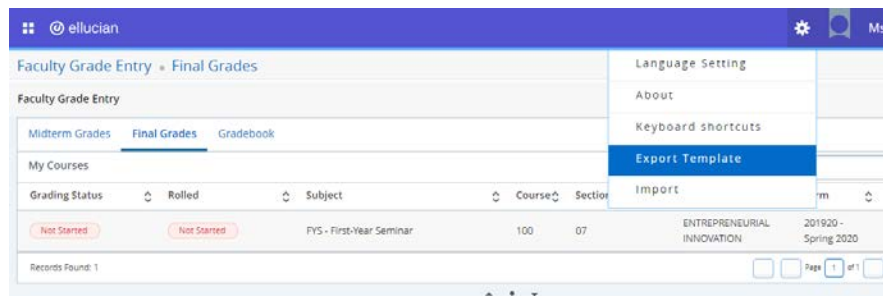 ellucian
Ms
Faculty Grade Entry • Final Grades
Faculty Grade Entry
Language Setting
About
Keyboard shortcuts
Export Template
Import
Midterm Grades Final Grades Gradebook
My Courses
Grading Status Rolled Subject Course Section rm
Not Started Not Started FYS - First-Year Seminar 100 07 ENTREPRENEURIAL INNOVATION 201920 - Spring 2020
Records Found: 1 Page 1 of 1